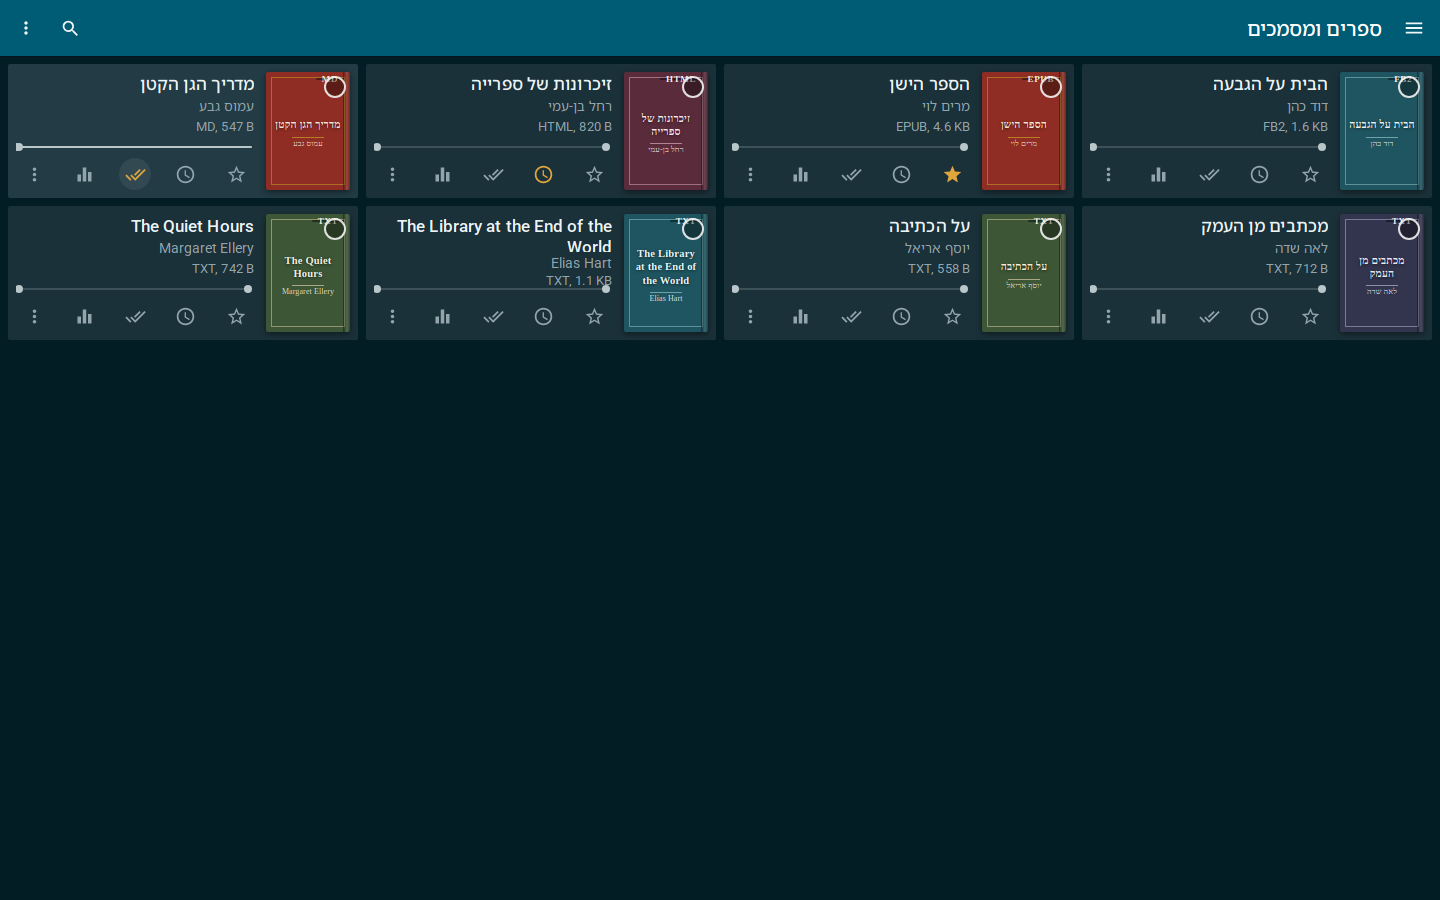 ספרים ומסמכים
הבית על הגבעה
דוד כהן
FB2, 1.6 KB
FB2
הבית על הגבעה
דוד כהן
הספר הישן
מרים לוי
EPUB, 4.6 KB
EPUB
הספר הישן
מרים לוי
זיכרונות של ספרייה
רחל בן-עמי
HTML, 820 B
HTML
זיכרונות של
ספרייה
רחל בן-עמי
מדריך הגן הקטן
עמוס גבע
MD, 547 B
MD
מדריך הגן הקטן
עמוס גבע
מכתבים מן העמק
לאה שדה
TXT, 712 B
TXT
מכתבים מן
העמק
לאה שדה
על הכתיבה
יוסף אריאל
TXT, 558 B
TXT
על הכתיבה
יוסף אריאל
The Library at the End of the
World
Elias Hart
TXT, 1.1 KB
TXT
The Library
at the End of
the World
Elias Hart
The Quiet Hours
Margaret Ellery
TXT, 742 B
TXT
The Quiet
Hours
Margaret Ellery